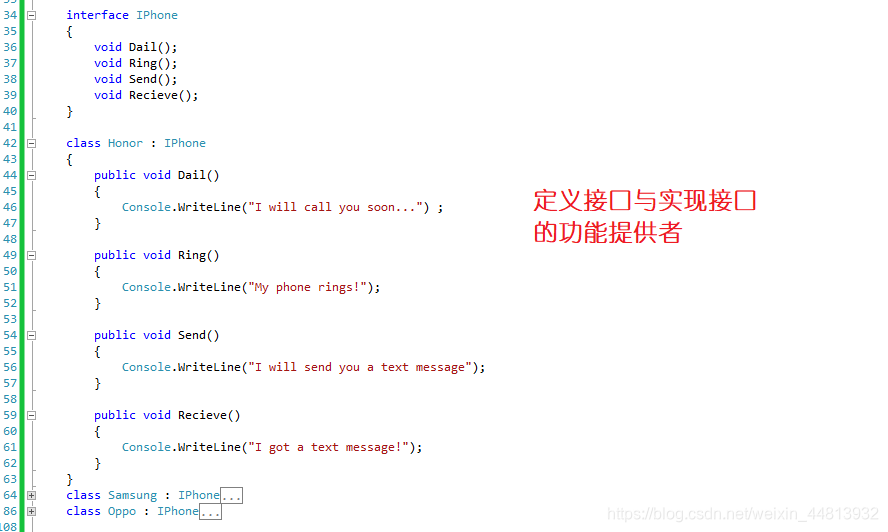 34 interface IPhone
35 {
36 void Dail();
37 void Ring();
38 void Send();
39 void Recieve();
40 }
41
42 class Honor : IPhone
43 {
44 public void Dail()
45 {
46 Console.WriteLine("I will call you soon...") ;
47 }
48
49 public void Ring()
50 {
51 Console.WriteLine("My phone rings!");
52 }
53
54 public void Send()
55 {
56 Console.WriteLine("I will send you a text message");
57 }
58
59 public void Recieve()
60 {
61 Console.WriteLine("I got a text message!");
62 }
63 }
64 class Samsung : IPhone...
86 class Oppo : IPhone...
108
定义接口与实现接口
的功能提供者
https://blog.csdn.net/weixin_44813932